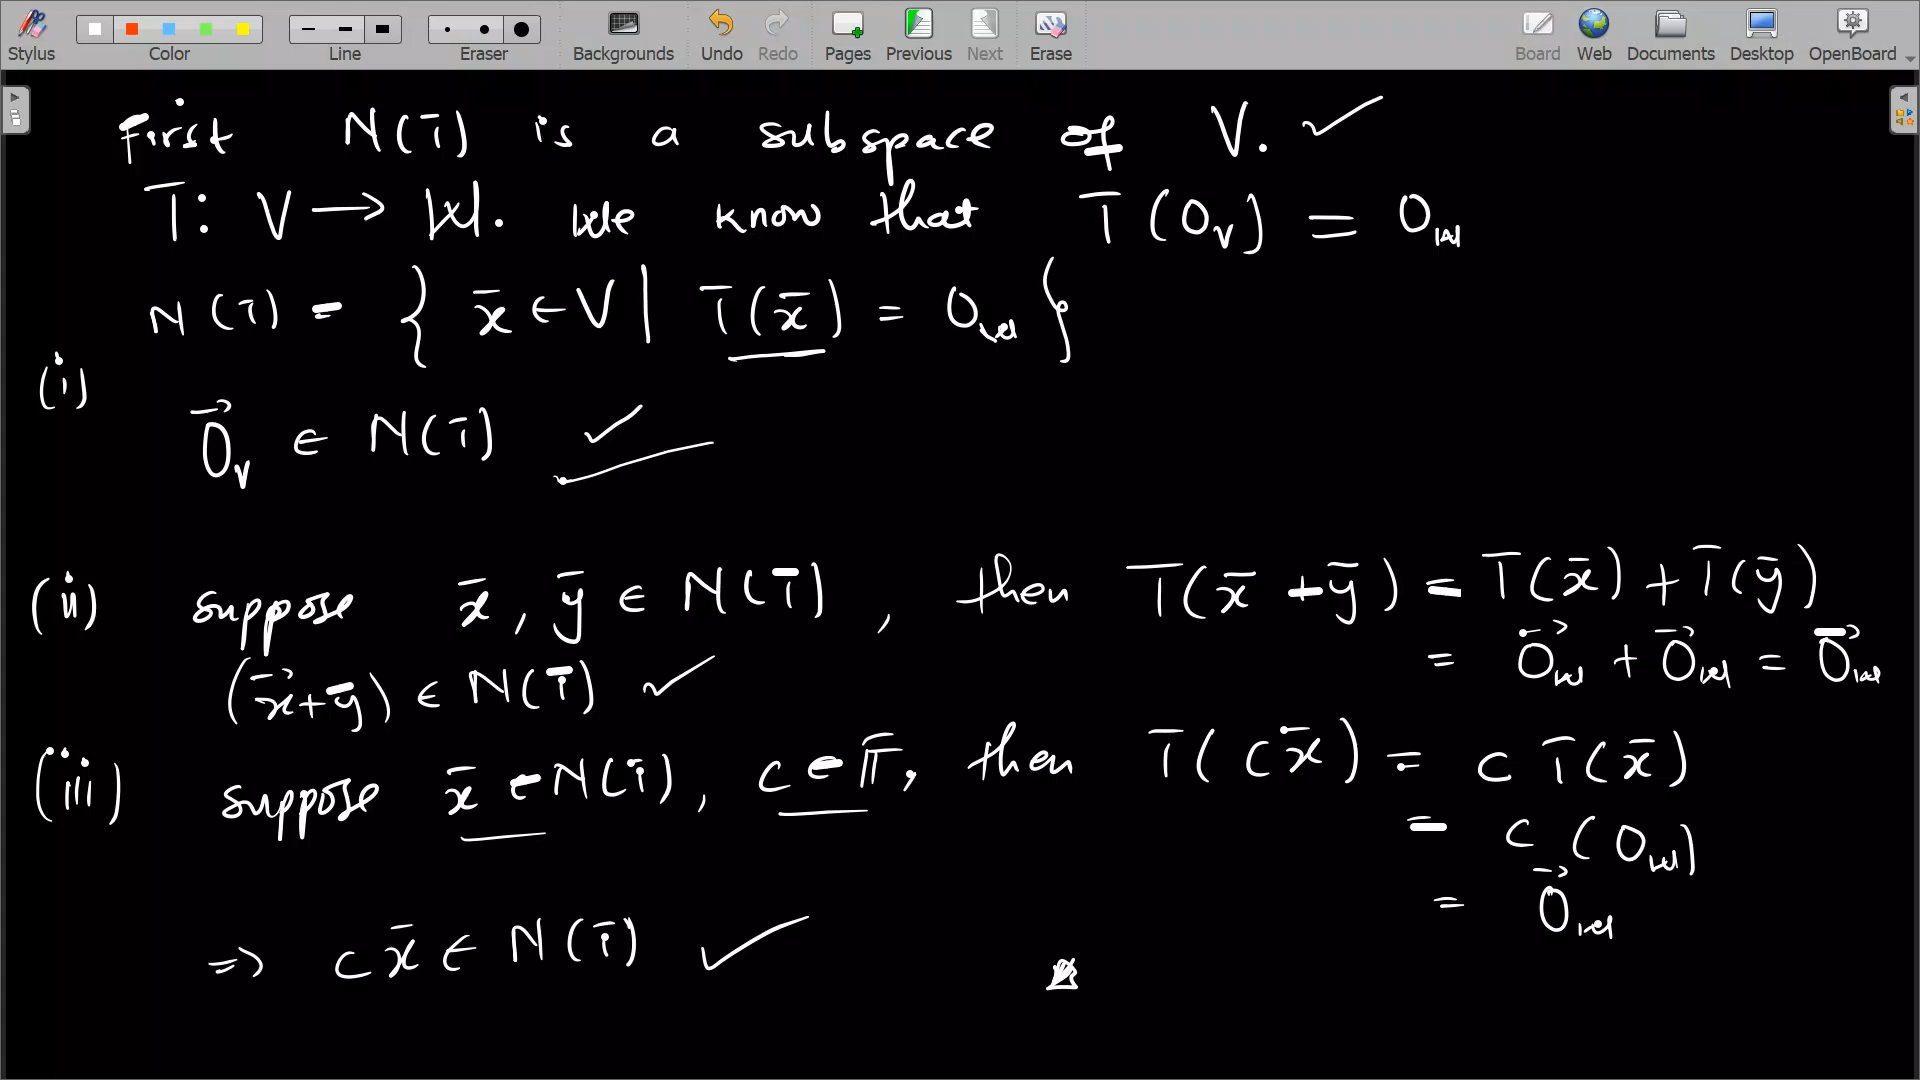 Stylus Color Line Eraser Backgrounds Undo Redo Pages Previous Next Erase Board Web Documents Desktop OpenBoard
First N(T) is a subspace of V. ✓
T: V → W. We know that T(0_V) = 0_W
N(T) = { x̄ ∈ V | T(x̄) = 0_W }
(i)
0⃗_V ∈ N(T) ✓
(ii) suppose x̄, ȳ ∈ N(T), then T(x̄ + ȳ) = T(x̄) + T(ȳ)
= 0⃗_W + 0⃗_W = 0⃗_W
(x⃗ + ȳ) ∈ N(T) ✓
(iii) suppose x̄ ∈ N(T), c ∈ F, then T(cx̄) = c T(x̄)
= c (0_W)
= 0⃗_W
=> c x̄ ∈ N(T) ✓